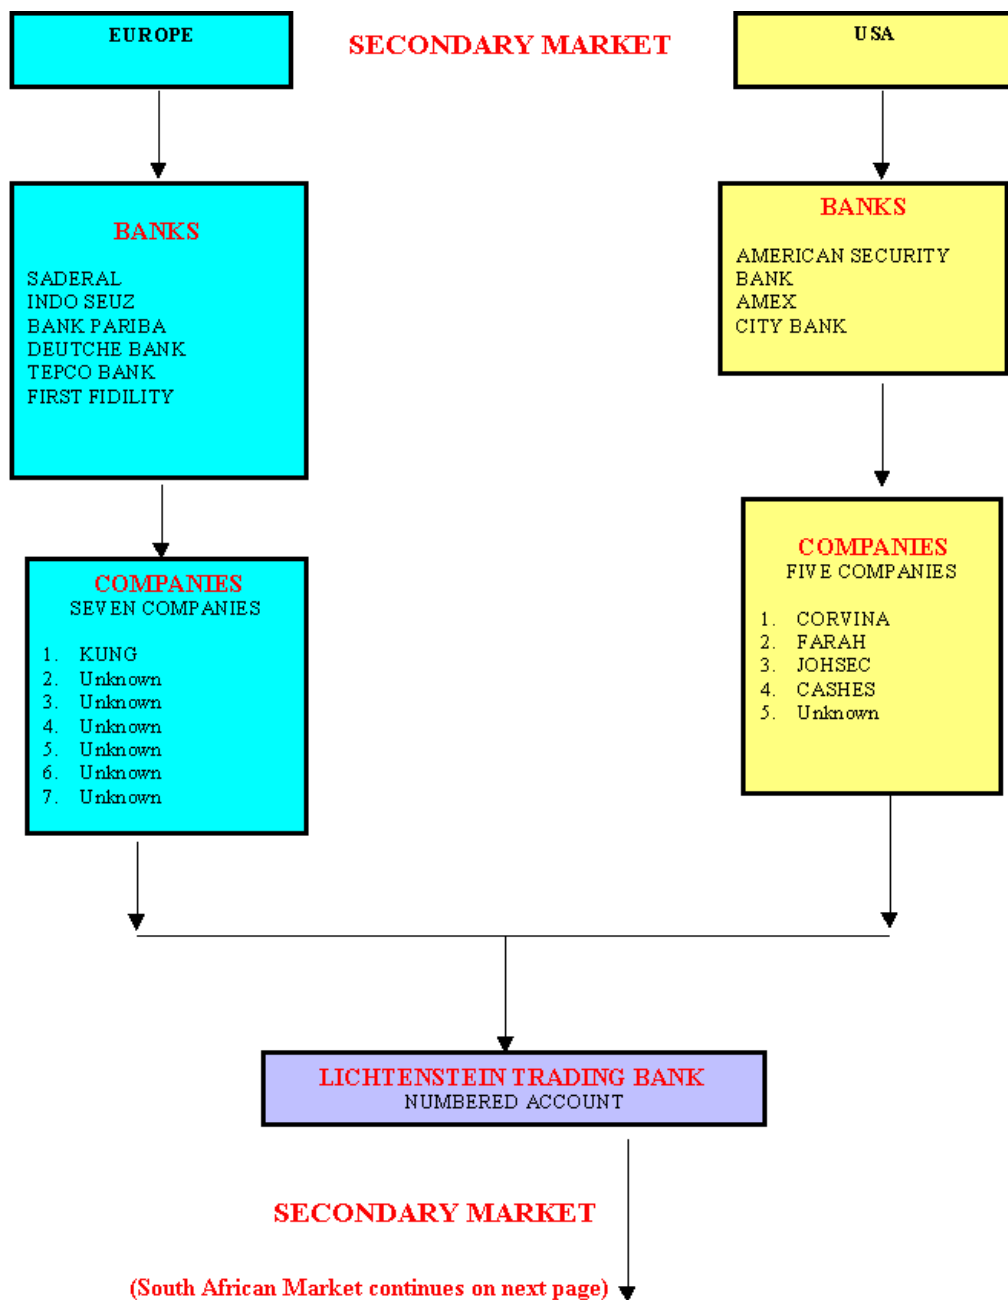 EUROPE
SECONDARY MARKET
USA
BANKS
SADERAL
INDO SEUZ
BANK PARIBA
DEUTCHE BANK
TEPCO BANK
FIRST FIDILITY
BANKS
AMERICAN SECURITY
BANK
AMEX
CITY BANK
COMPANIES
SEVEN COMPANIES
1. KUNG
2. Unknown
3. Unknown
4. Unknown
5. Unknown
6. Unknown
7. Unknown
COMPANIES
FIVE COMPANIES
1. CORVINA
2. FARAH
3. JOHSEC
4. CASHES
5. Unknown
LICHTENSTEIN TRADING BANK
NUMBERED ACCOUNT
SECONDARY MARKET
(South African Market continues on next page)